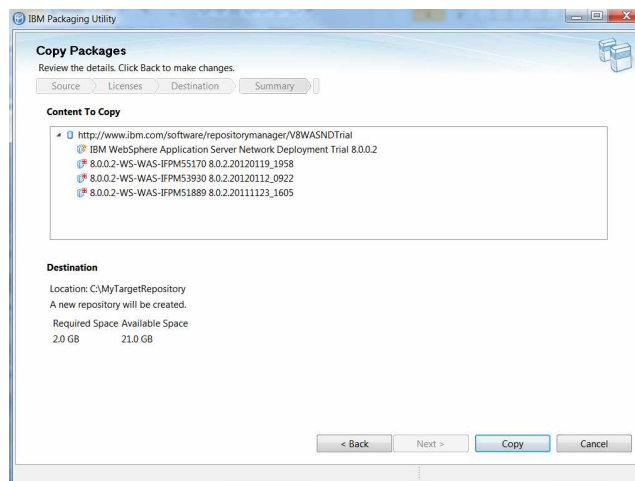 IBM Packaging Utility
Copy Packages
Review the details. Click Back to make changes.
Source Licenses Destination Summary
Content To Copy
http://www.ibm.com/software/repositorymanager/V8WASNDTrial
IBM WebSphere Application Server Network Deployment Trial 8.0.0.2
8.0.0.2-WS-WAS-IFPM55170 8.0.2.20120119_1958
8.0.0.2-WS-WAS-IFPM53930 8.0.2.20120112_0922
8.0.0.2-WS-WAS-IFPM51889 8.0.2.20111123_1605
Destination
Location: C:\MyTargetRepository
A new repository will be created.
Required Space Available Space
2.0 GB 21.0 GB
< Back Next > Copy Cancel